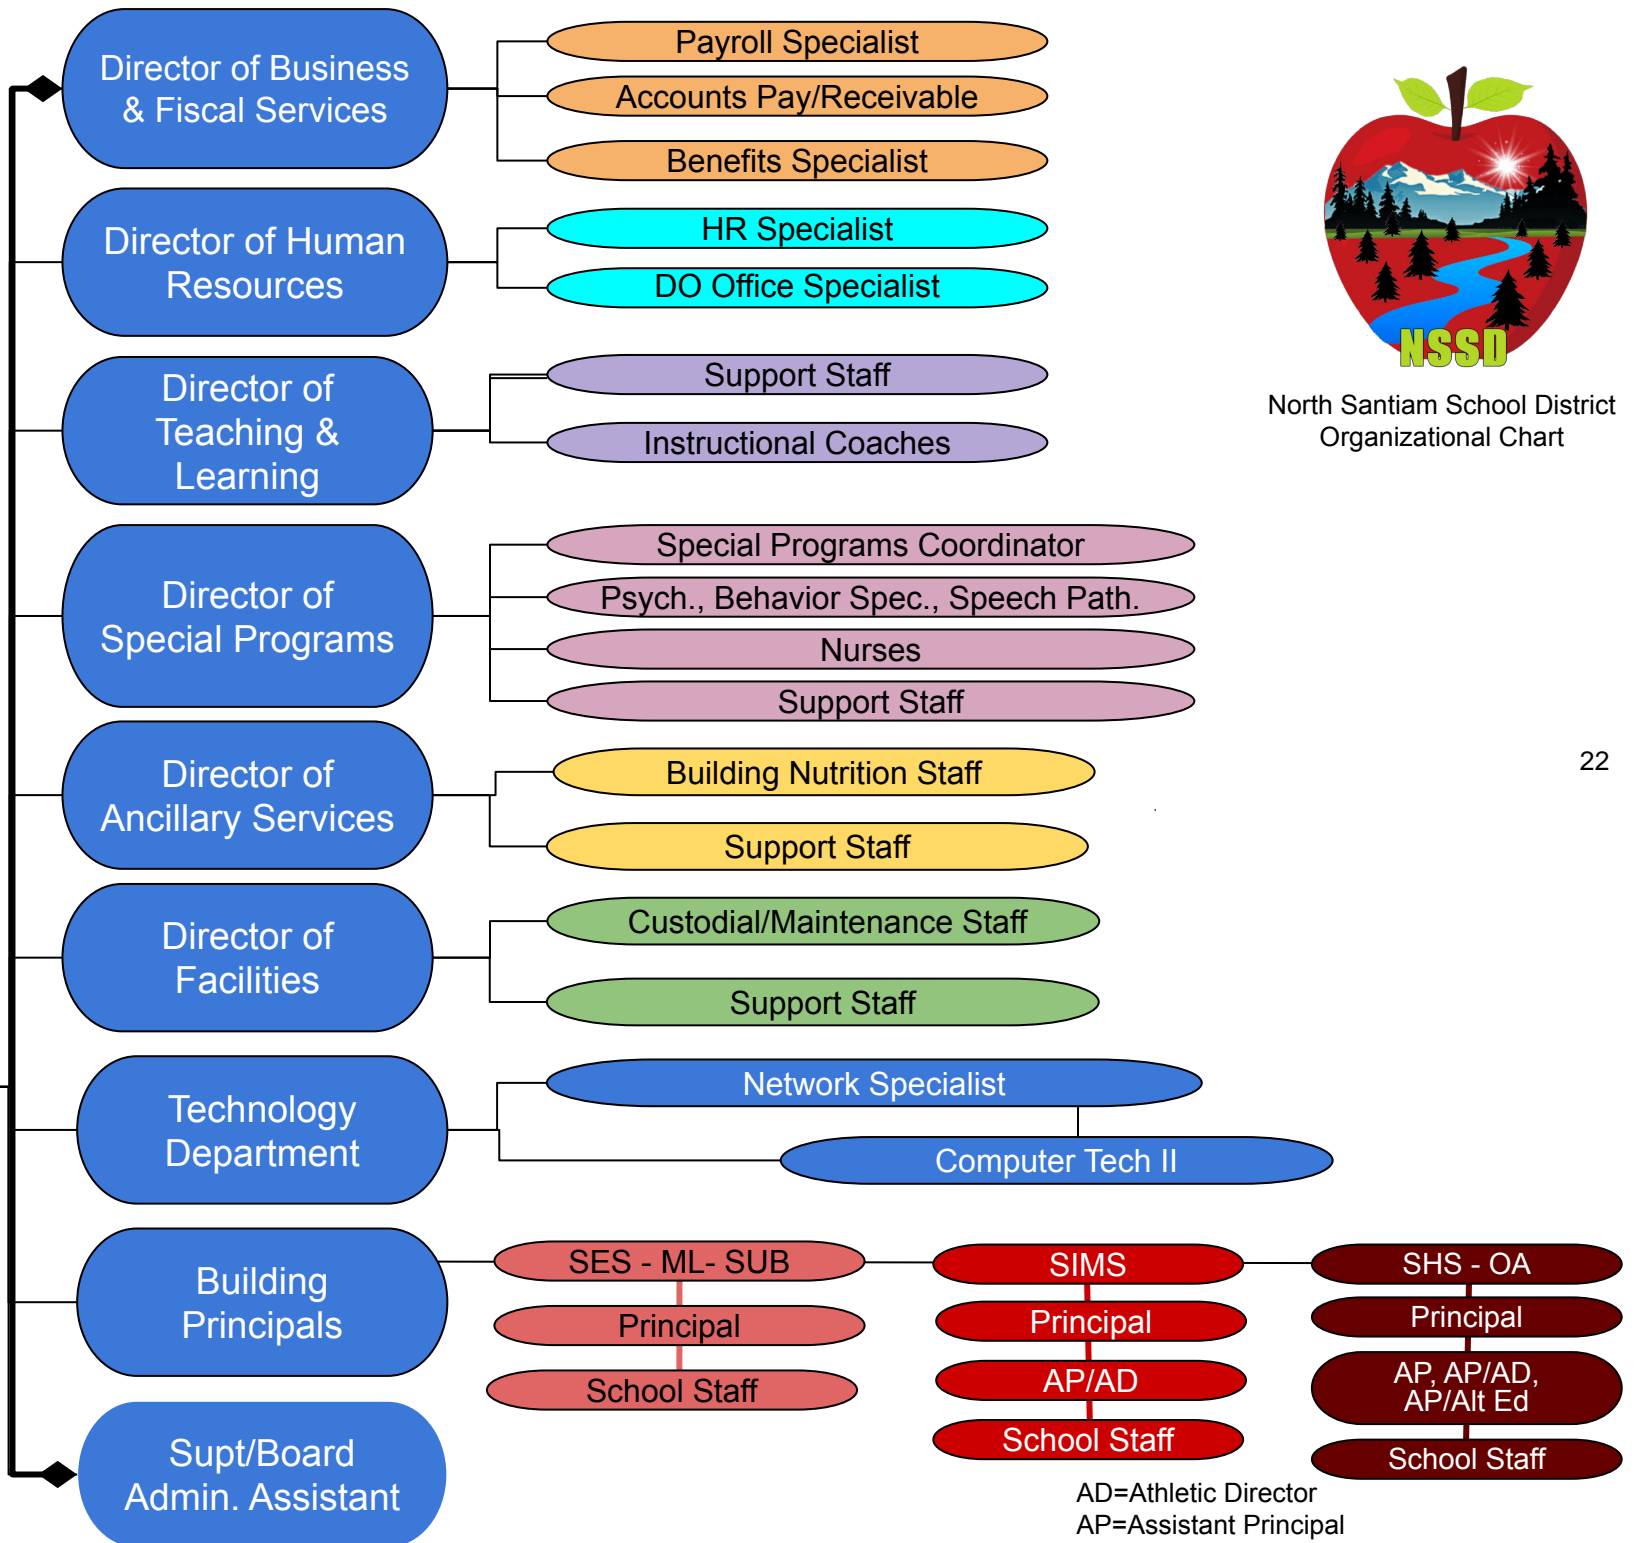 Director of Business
& Fiscal Services
Payroll Specialist
Accounts Pay/Receivable
Benefits Specialist
Director of Human
Resources
HR Specialist
DO Office Specialist
NSSD
North Santiam School District
Organizational Chart
Director of
Teaching &
Learning
Support Staff
Instructional Coaches
Director of
Special Programs
Special Programs Coordinator
Psych., Behavior Spec., Speech Path.
Nurses
Support Staff
22
Director of
Ancillary Services
Building Nutrition Staff
Support Staff
Director of
Facilities
Custodial/Maintenance Staff
Support Staff
Technology
Department
Network Specialist
Computer Tech II
Building
Principals
SES - ML- SUB
Principal
School Staff
SIMS
Principal
AP/AD
School Staff
SHS - OA
Principal
AP, AP/AD,
AP/Alt Ed
School Staff
Supt/Board
Admin. Assistant
AD=Athletic Director
AP=Assistant Principal